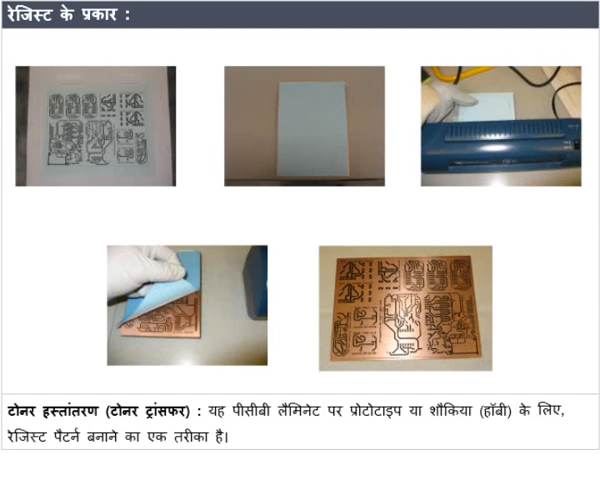 रेजिस्ट के प्रकार :
टोनर हस्तांतरण (टोनर ट्रांसफर) : यह पीसीबी लैमिनेट पर प्रोटोटाइप या शौकिया (हॉबी) के लिए,
रेजिस्ट पैटर्न बनाने का एक तरीका है।